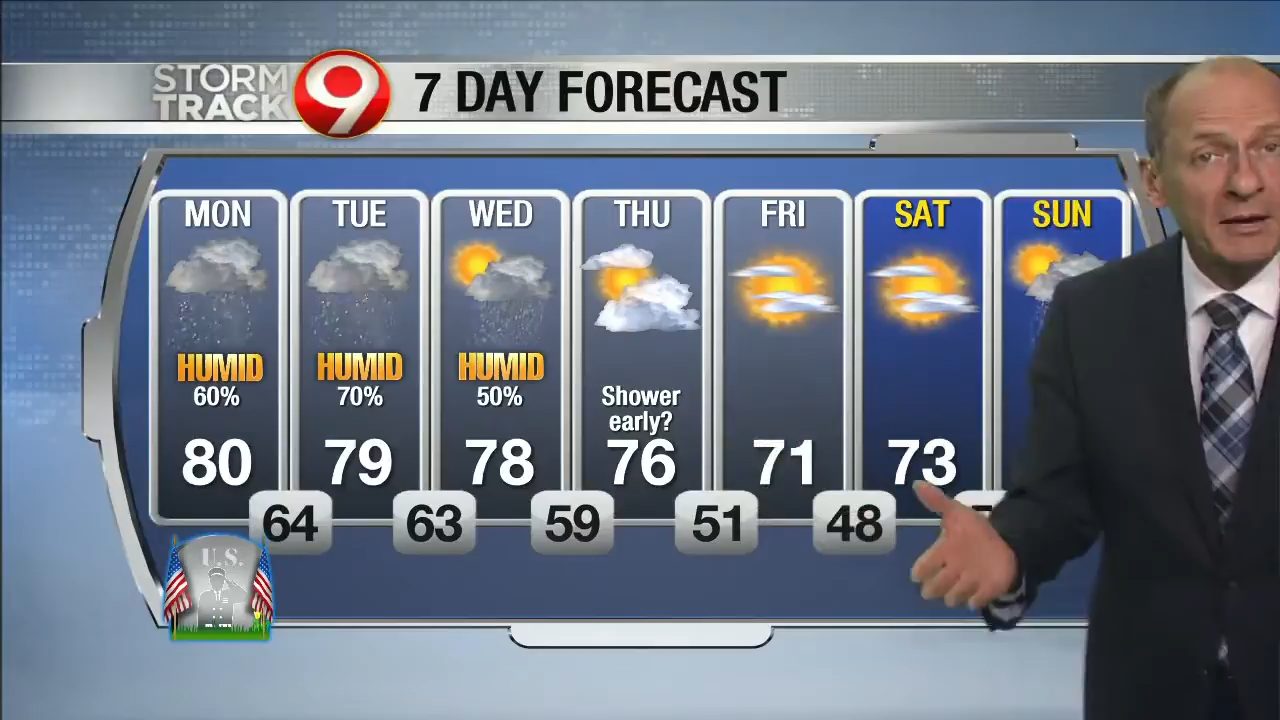 STORM
TRACK 9
7 DAY FORECAST
MON TUE WED THU FRI SAT SUN
HUMID HUMID HUMID
60% 70% 50% Shower
early?
80 79 78 76 71 73
64 63 59 51 48
U.S.